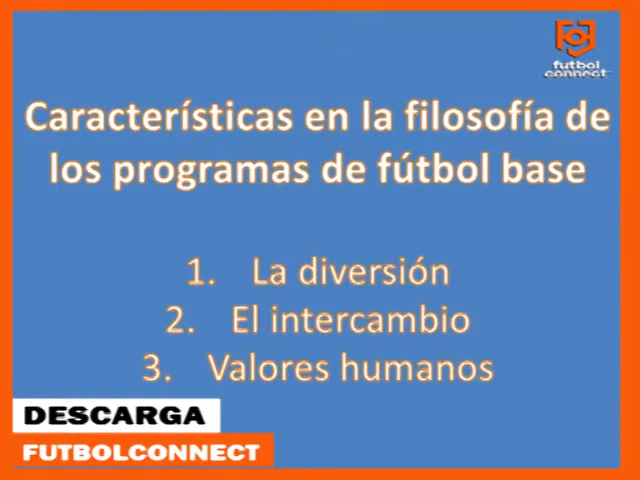 futbol
connect
Características en la filosofía de
los programas de fútbol base
1. La diversión
2. El intercambio
3. Valores humanos
DESCARGA
FUTBOLCONNECT